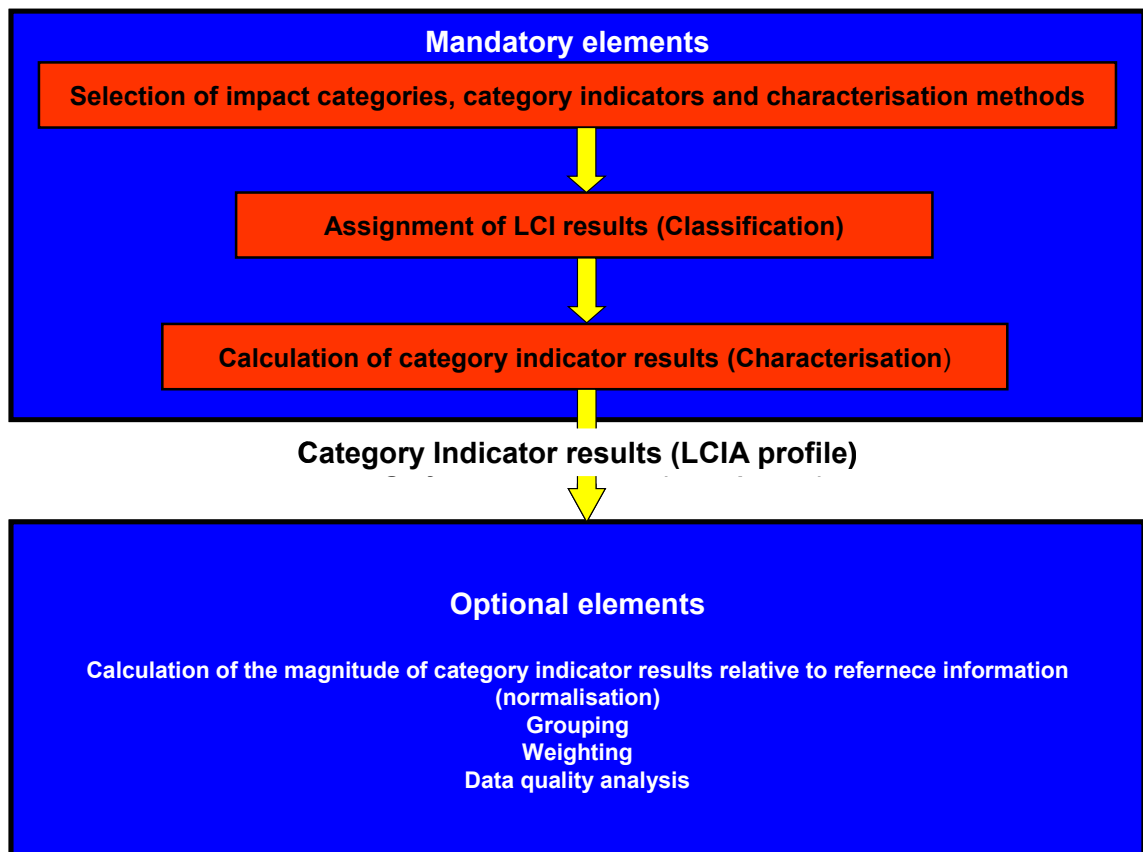 Mandatory elements
Selection of impact categories, category indicators and characterisation methods
Assignment of LCI results (Classification)
Calculation of category indicator results (Characterisation)
Category Indicator results (LCIA profile)
Optional elements
Calculation of the magnitude of category indicator results relative to refernece information
(normalisation)
Grouping
Weighting
Data quality analysis